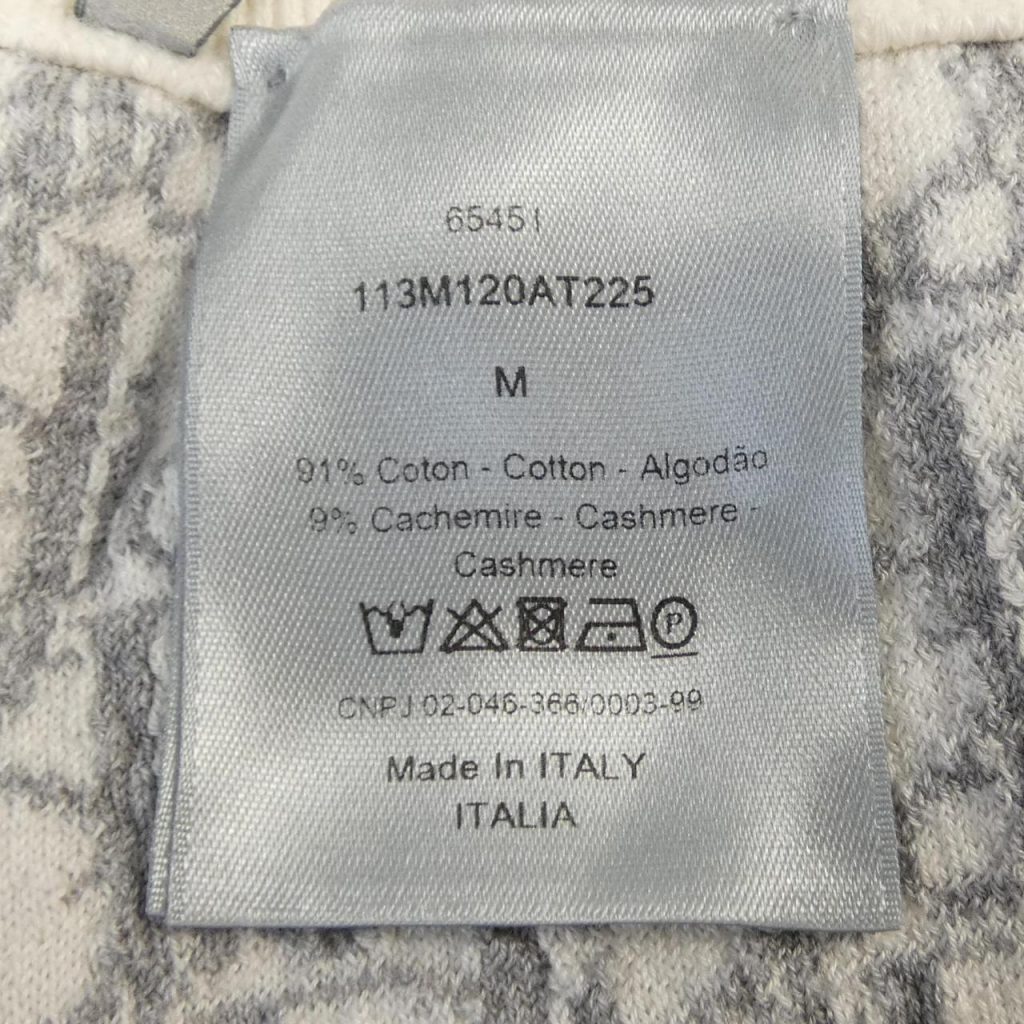 65451
113M120AT225
M
91% Coton - Cotton - Algodão
9% Cachemire - Cashmere -
Cashmere
P
CNPJ 02-046-366/0003-99
Made In ITALY
ITALIA